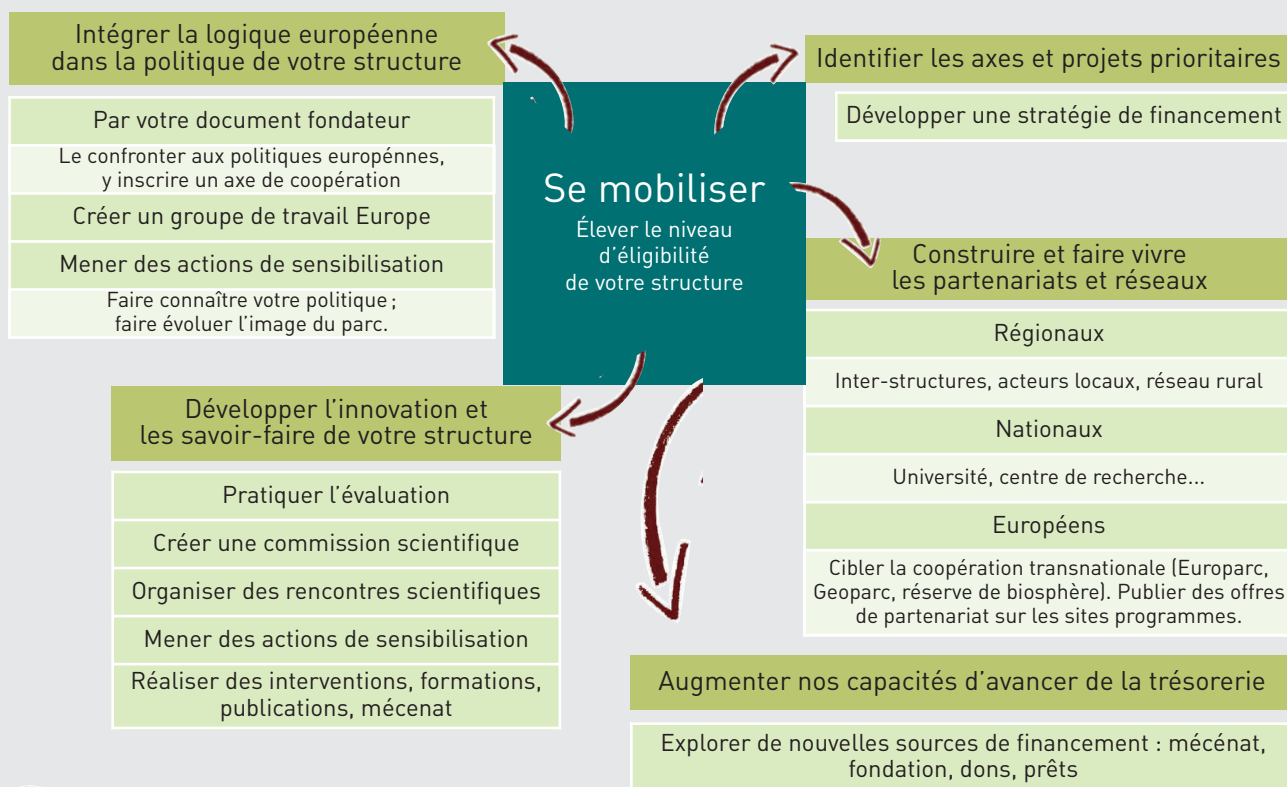 Intégrer la logique européenne
dans la politique de votre structure
Par votre document fondateur
Le confronter aux politiques europénnes,
y inscrire un axe de coopération
Créer un groupe de travail Europe
Mener des actions de sensibilisation
Faire connaître votre politique ;
faire évoluer l'image du parc.
Se mobiliser
Élever le niveau
d'éligibilité
de votre structure
Identifier les axes et projets prioritaires
Développer une stratégie de financement
Construire et faire vivre
les partenariats et réseaux
Régionaux
Inter-structures, acteurs locaux, réseau rural
Nationaux
Université, centre de recherche...
Européens
Cibler la coopération transnationale (Europarc,
Geoparc, réserve de biosphère). Publier des offres
de partenariat sur les sites programmes.
Développer l'innovation et
les savoir-faire de votre structure
Pratiquer l'évaluation
Créer une commission scientifique
Organiser des rencontres scientifiques
Mener des actions de sensibilisation
Réaliser des interventions, formations,
publications, mécenat
Augmenter nos capacités d'avancer de la trésorerie
Explorer de nouvelles sources de financement : mécénat,
fondation, dons, prêts